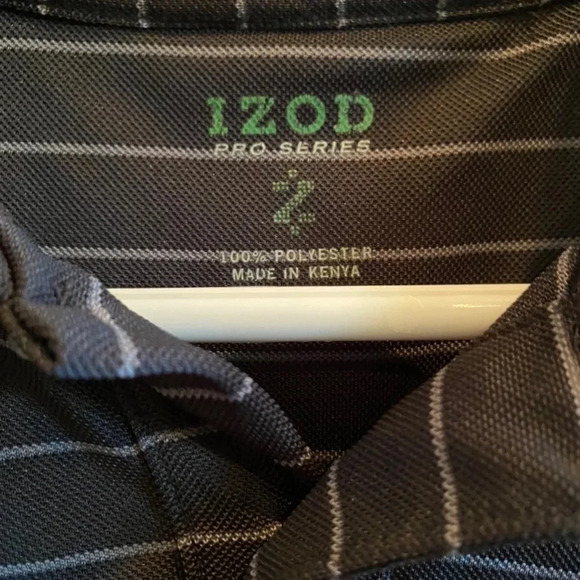 IZOD
PRO SERIES
Z
100% POLYESTER
MADE IN KENYA